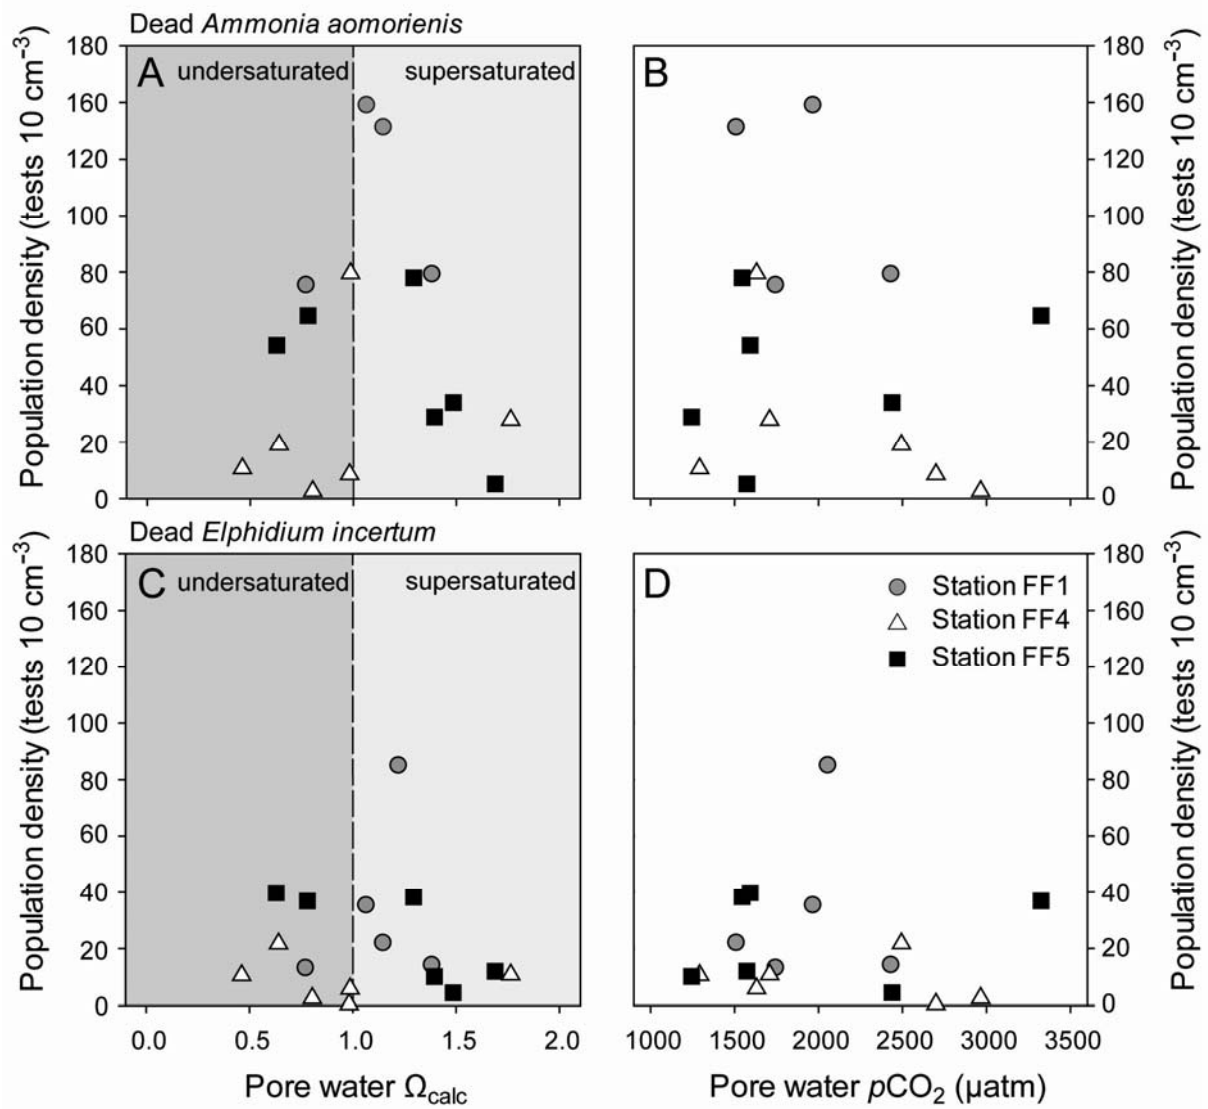 Dead Ammonia aomorienis
Population density (tests 10 cm⁻³)
180
160
120
100
80
60
40
20
0
A
undersaturated
supersaturated
B
180
160
120
100
80
60
40
20
0
Population density (tests 10 cm⁻³)
Dead Elphidium incertum
Population density (tests 10 cm⁻³)
180
160
120
100
80
60
40
20
0
C
undersaturated
supersaturated
0.0 0.5 1.0 1.5 2.0
Pore water Ωcalc
D
Station FF1
Station FF4
Station FF5
180
160
120
100
80
60
40
20
0
Population density (tests 10 cm⁻³)
1000 1500 2000 2500 3000 3500
Pore water pCO₂ (µatm)